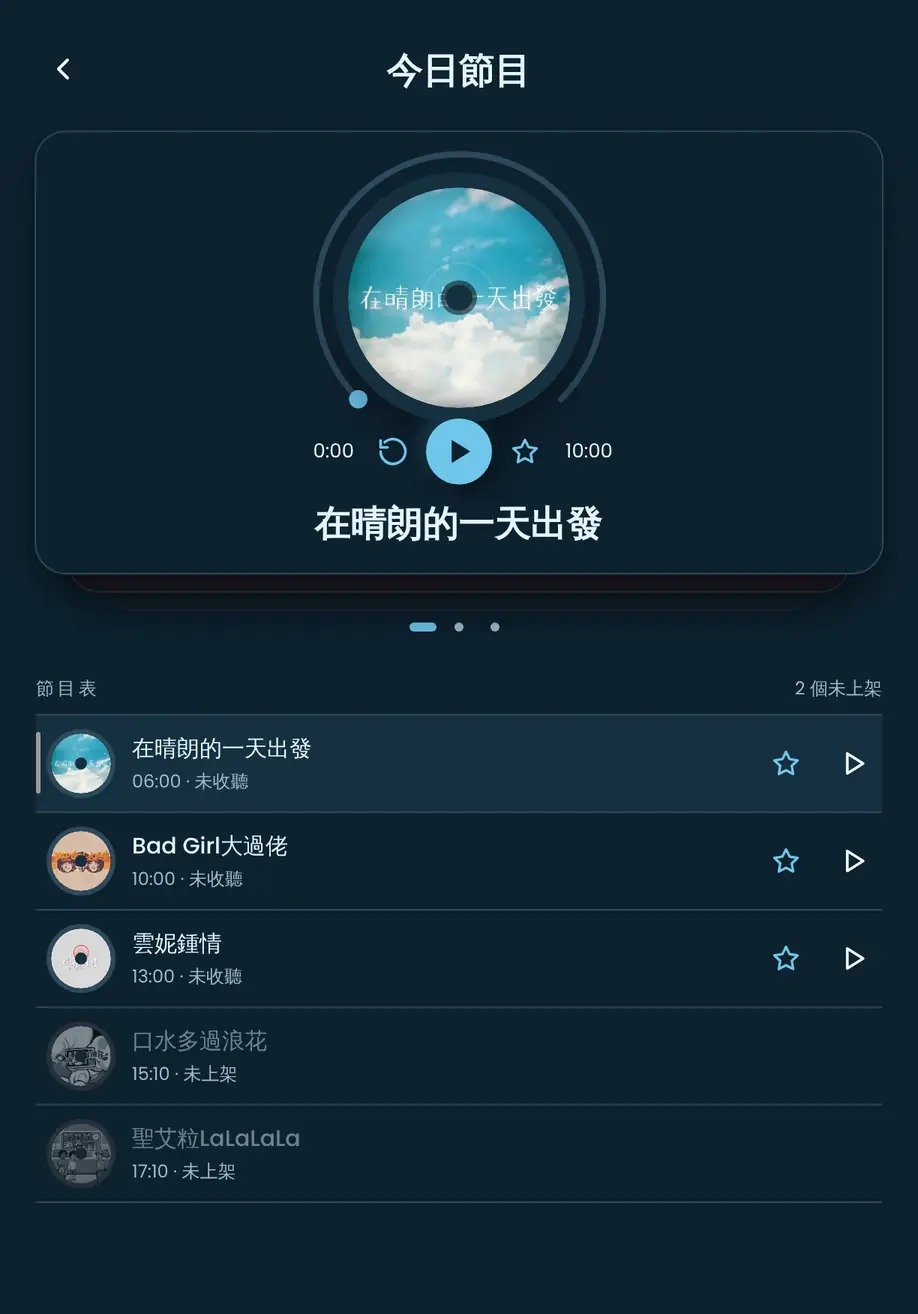 今日節目
在晴朗的一天出發
0:00
10:00
在晴朗的一天出發
節目表
2 個未上架
在晴朗的一天出發
06:00 · 未收聽
Bad Girl大過佬
10:00 · 未收聽
雲妮鍾情
13:00 · 未收聽
口水多過浪花
15:10 · 未上架
聖艾粒LaLaLaLa
17:10 · 未上架